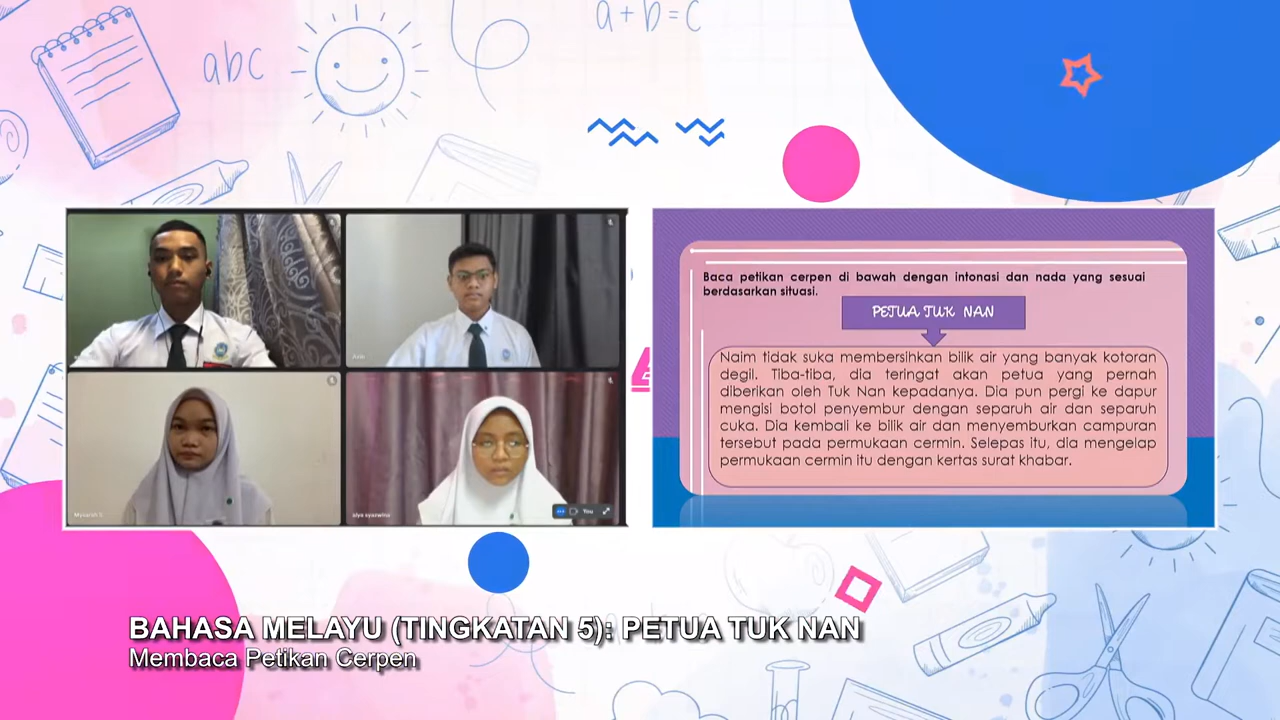 abc
a+b=c
Baca petikan cerpen di bawah dengan intonasi dan nada yang sesuai
berdasarkan situasi.
PETUA TUK NAN
Naim tidak suka membersihkan bilik air yang banyak kotoran
degil. Tiba-tiba, dia teringat akan petua yang pernah
diberikan oleh Tuk Nan kepadanya. Dia pun pergi ke dapur
mengisi botol penyembur dengan separuh air dan separuh
cuka. Dia kembali ke bilik air dan menyemburkan campuran
tersebut pada permukaan cermin. Selepas itu, dia mengelap
permukaan cermin itu dengan kertas surat khabar.
You
BAHASA MELAYU (TINGKATAN 5): PETUA TUK NAN
Membaca Petikan Cerpen